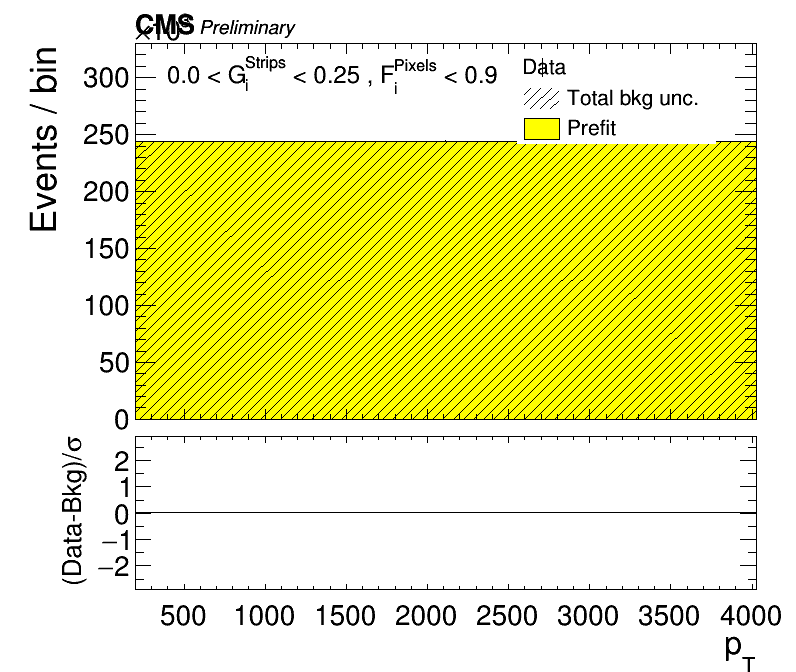 CMS Preliminary
×10³
Events / bin
300
250
200
150
100
50
0
0.0 < G_i^Strips < 0.25 , F_i^Pixels < 0.9
Data
Total bkg unc.
Prefit
(Data-Bkg)/σ
2
1
0
−1
−2
500 1000 1500 2000 2500 3000 3500 4000
p_T